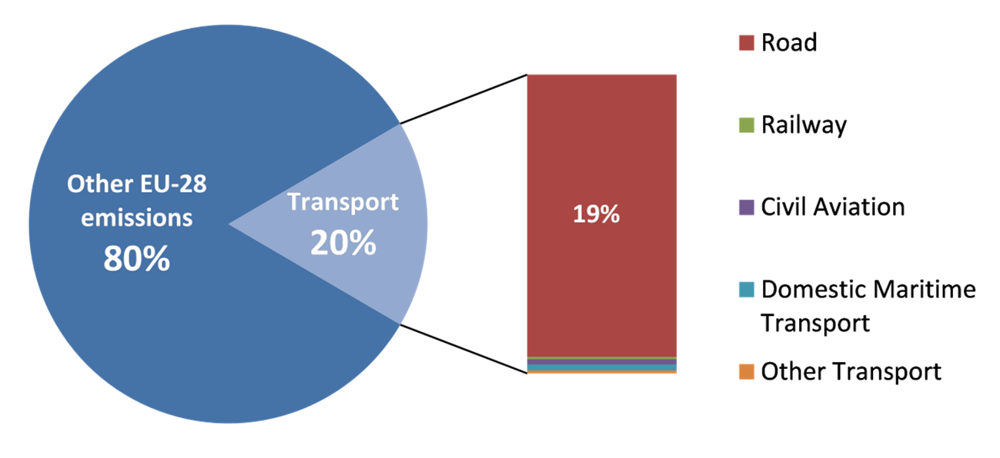 Other EU-28
emissions
80%
Transport
20%
19%
Road
Railway
Civil Aviation
Domestic Maritime
Transport
Other Transport